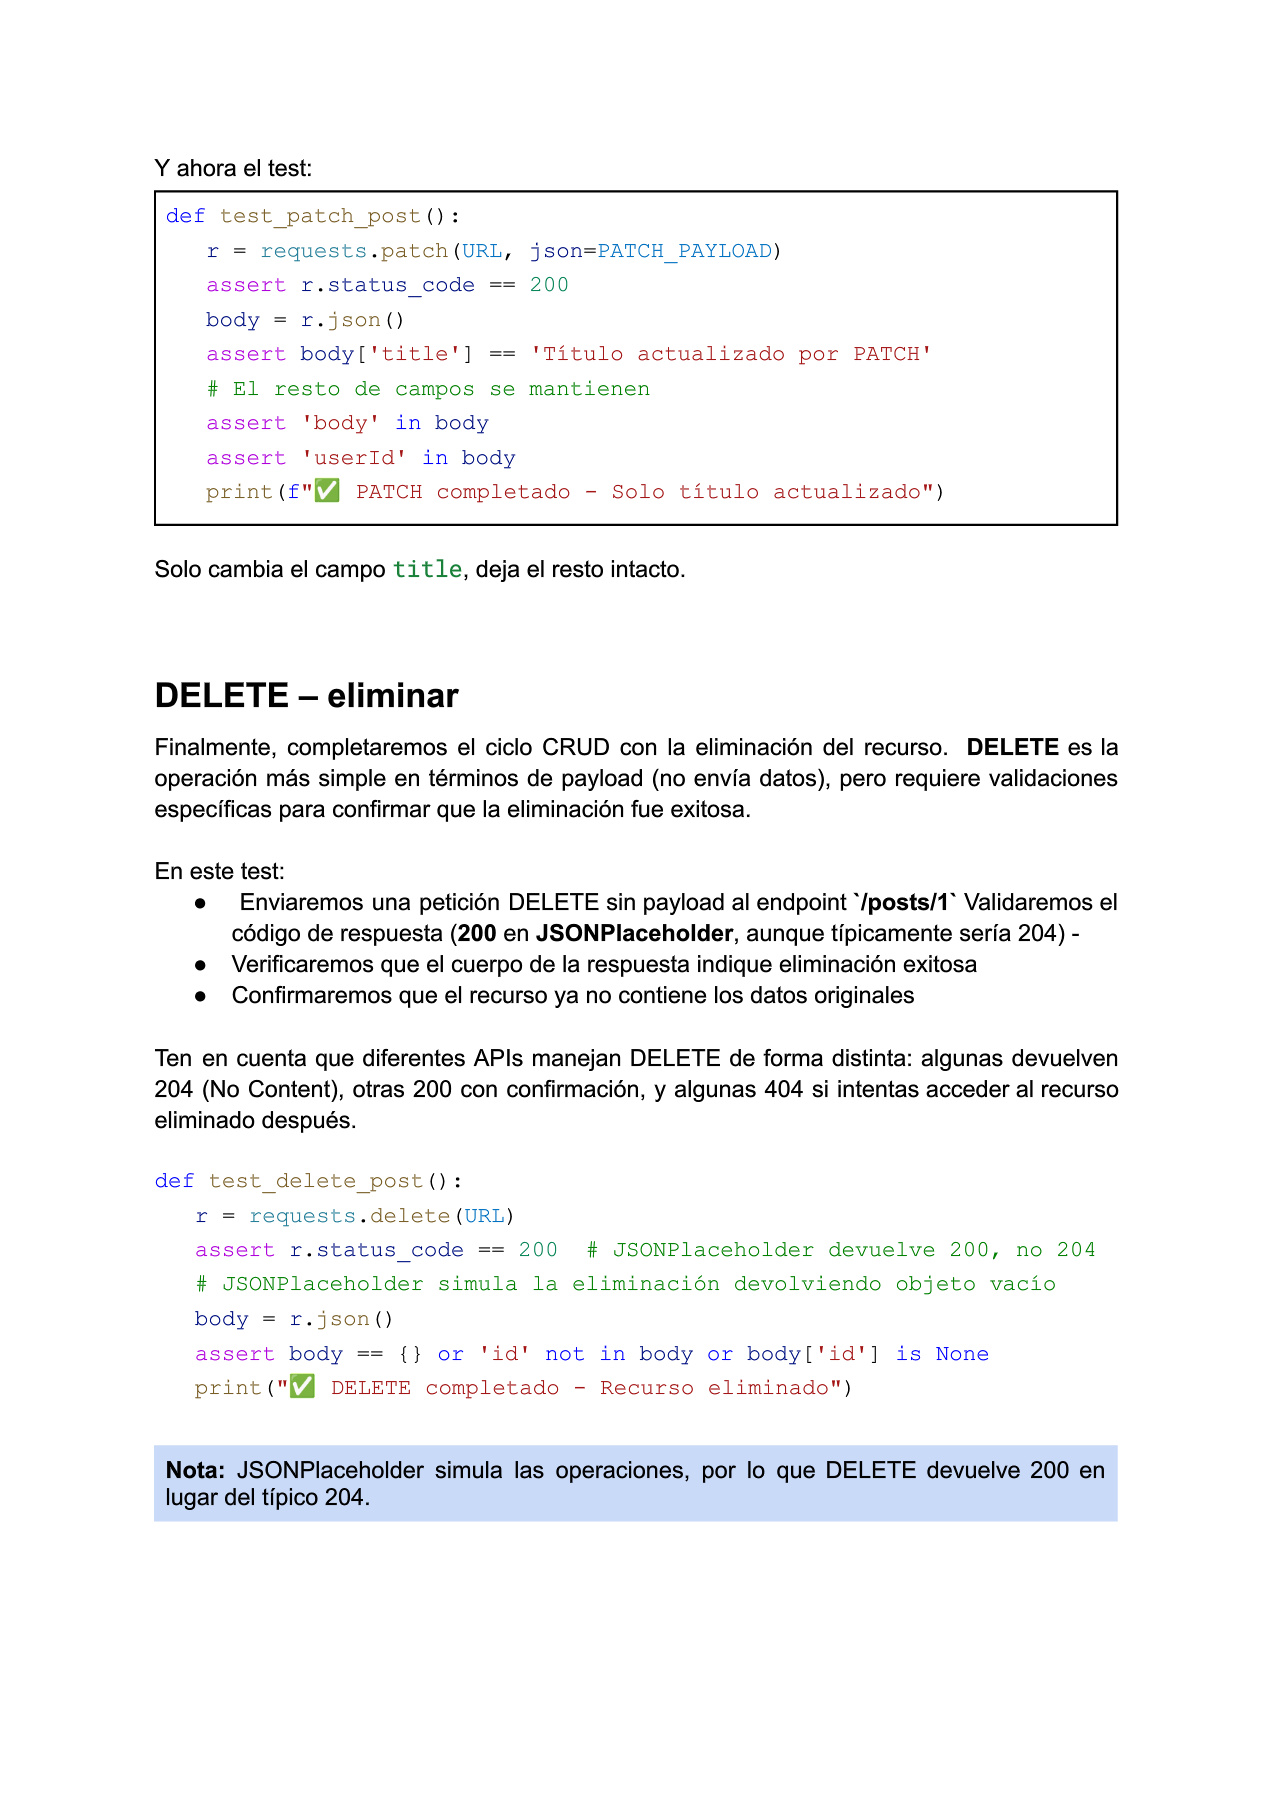 Y ahora el test:
def test_patch_post():
   r = requests.patch(URL, json=PATCH_PAYLOAD)
   assert r.status_code == 200
   body = r.json()
   assert body['title'] == 'Título actualizado por PATCH'
   # El resto de campos se mantienen
   assert 'body' in body
   assert 'userId' in body
   print(f"✅ PATCH completado - Solo título actualizado")
Solo cambia el campo title, deja el resto intacto.
DELETE – eliminar
Finalmente, completaremos el ciclo CRUD con la eliminación del recurso. DELETE es la
operación más simple en términos de payload (no envía datos), pero requiere validaciones
específicas para confirmar que la eliminación fue exitosa.
En este test:
● Enviaremos una petición DELETE sin payload al endpoint `/posts/1` Validaremos el
código de respuesta (200 en JSONPlaceholder, aunque típicamente sería 204) -
● Verificaremos que el cuerpo de la respuesta indique eliminación exitosa
● Confirmaremos que el recurso ya no contiene los datos originales
Ten en cuenta que diferentes APIs manejan DELETE de forma distinta: algunas devuelven
204 (No Content), otras 200 con confirmación, y algunas 404 si intentas acceder al recurso
eliminado después.
def test_delete_post():
   r = requests.delete(URL)
   assert r.status_code == 200  # JSONPlaceholder devuelve 200, no 204
   # JSONPlaceholder simula la eliminación devolviendo objeto vacío
   body = r.json()
   assert body == {} or 'id' not in body or body['id'] is None
   print("✅ DELETE completado - Recurso eliminado")
Nota: JSONPlaceholder simula las operaciones, por lo que DELETE devuelve 200 en
lugar del típico 204.